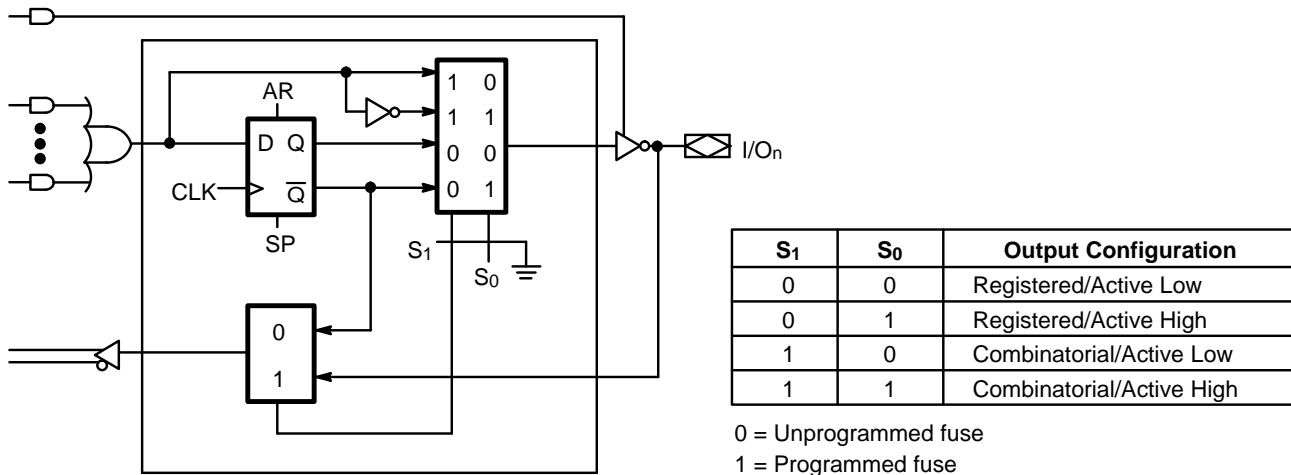 AR
1 0
1 1
0 0
0 1
D Q
CLK
Q̅
SP
I/On
S1
S0
0
1
S1 S0 Output Configuration
0 0 Registered/Active Low
0 1 Registered/Active High
1 0 Combinatorial/Active Low
1 1 Combinatorial/Active High
0 = Unprogrammed fuse
1 = Programmed fuse